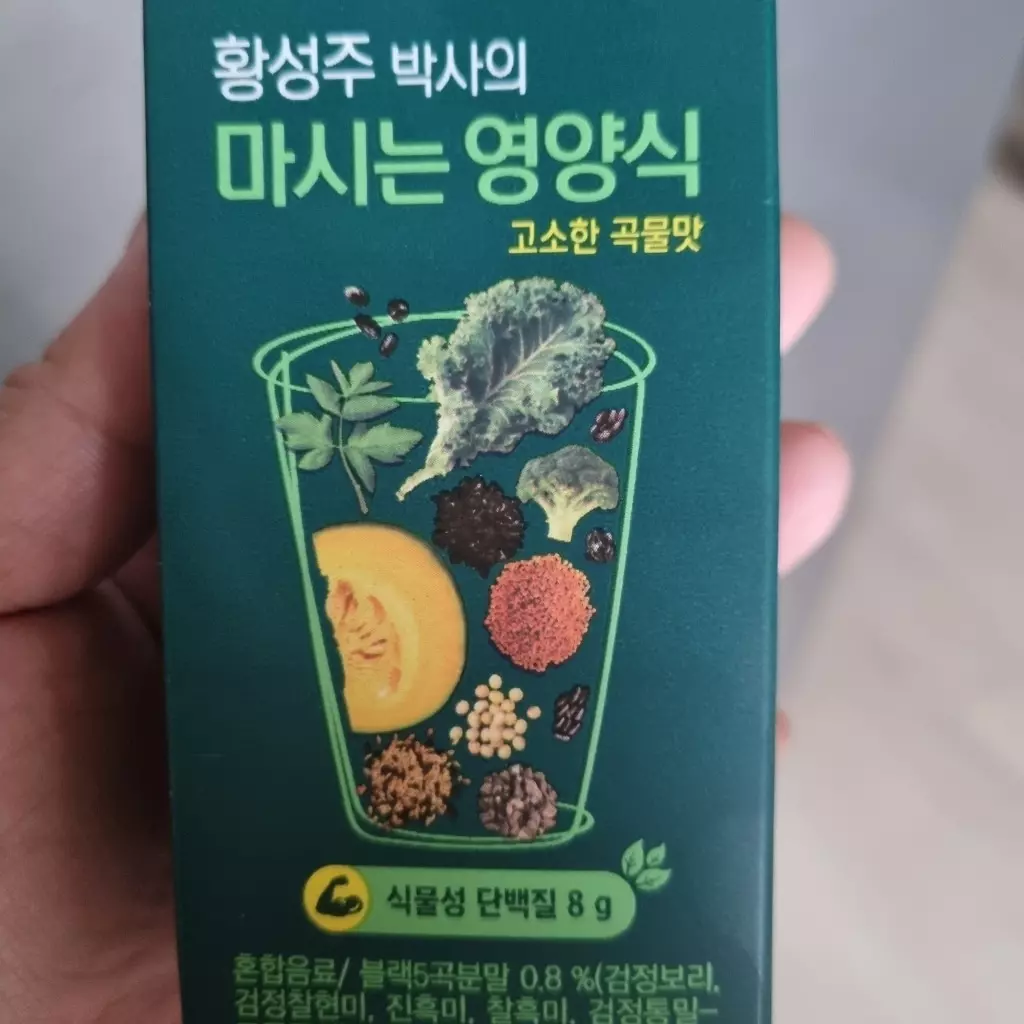 황성주 박사의
마시는 영양식
고소한 곡물맛
식물성 단백질 8 g
혼합음료/ 블랙5곡분말 0.8 %(검정보리,
검정찰현미, 진흑미, 찰흑미, 검정통밀-